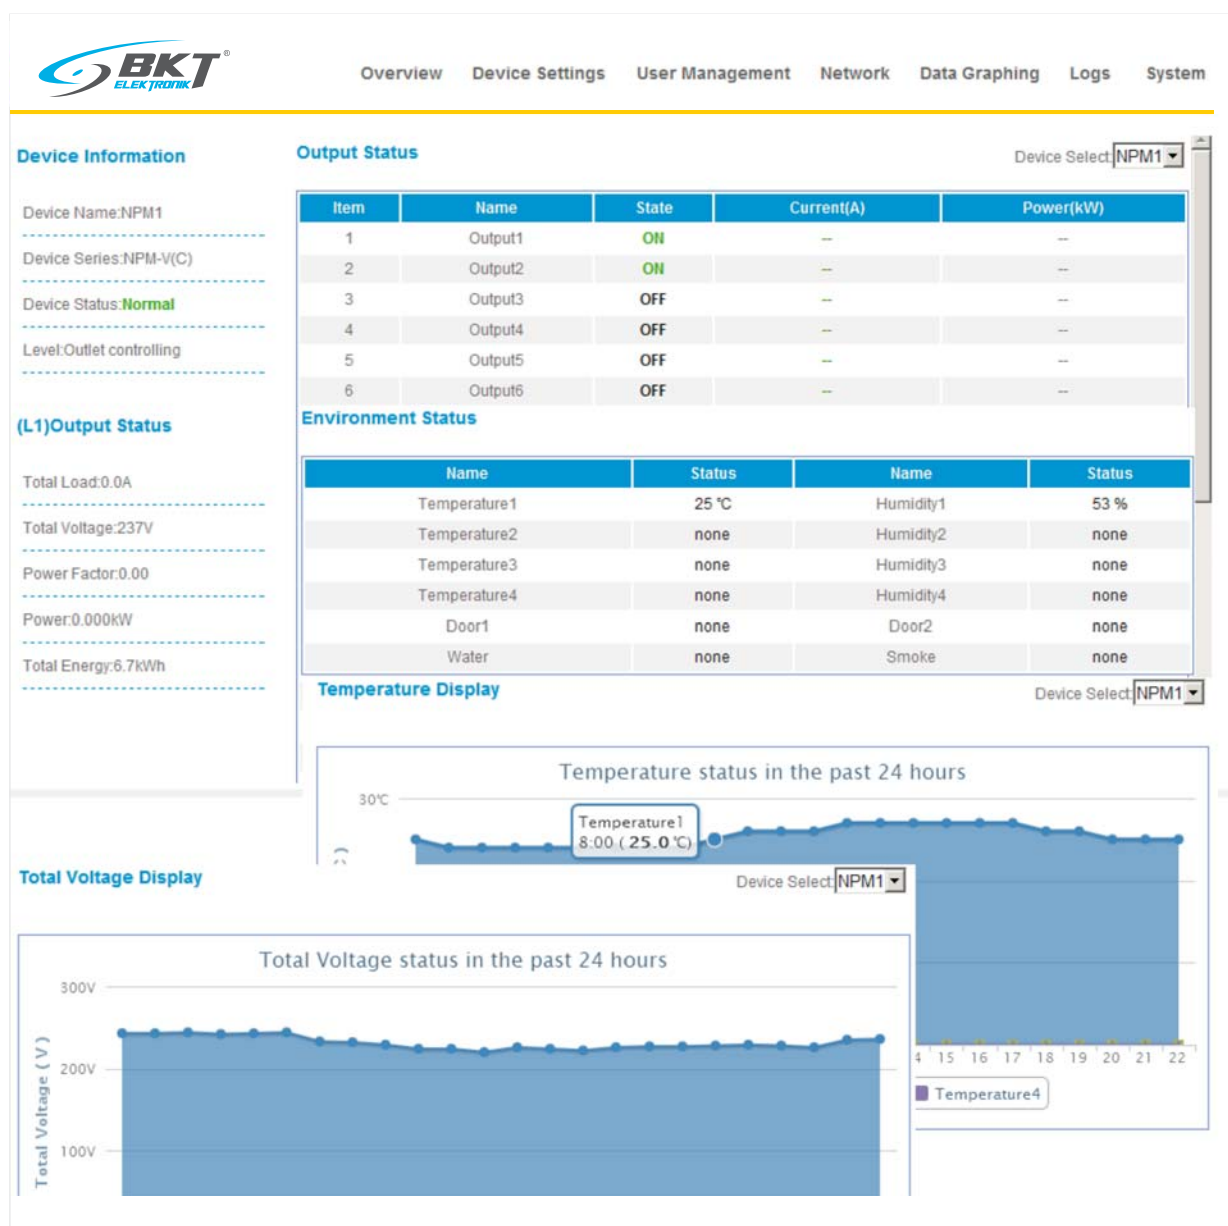 BKT®
ELEKTRONIK
Overview Device Settings User Management Network Data Graphing Logs System
Device Information
Device Name:NPM1
Device Series:NPM-V(C)
Device Status:Normal
Level:Outlet controlling
(L1)Output Status
Total Load:0.0A
Total Voltage:237V
Power Factor:0.00
Power:0.000kW
Total Energy:6.7kWh
Output Status
Device Select:NPM1
Item Name State Current(A) Power(kW)
1 Output1 ON -- --
2 Output2 ON -- --
3 Output3 OFF -- --
4 Output4 OFF -- --
5 Output5 OFF -- --
6 Output6 OFF -- --
Environment Status
Name Status Name Status
Temperature1 25 ℃ Humidity1 53 %
Temperature2 none Humidity2 none
Temperature3 none Humidity3 none
Temperature4 none Humidity4 none
Door1 none Door2 none
Water none Smoke none
Temperature Display
Device Select:NPM1
Temperature status in the past 24 hours
30℃
Temperature1
8:00 ( 25.0 ℃)
15 16 17 18 19 20 21 22
Temperature4
Total Voltage Display
Device Select:NPM1
Total Voltage status in the past 24 hours
300V
200V
100V
Total Voltage ( V )